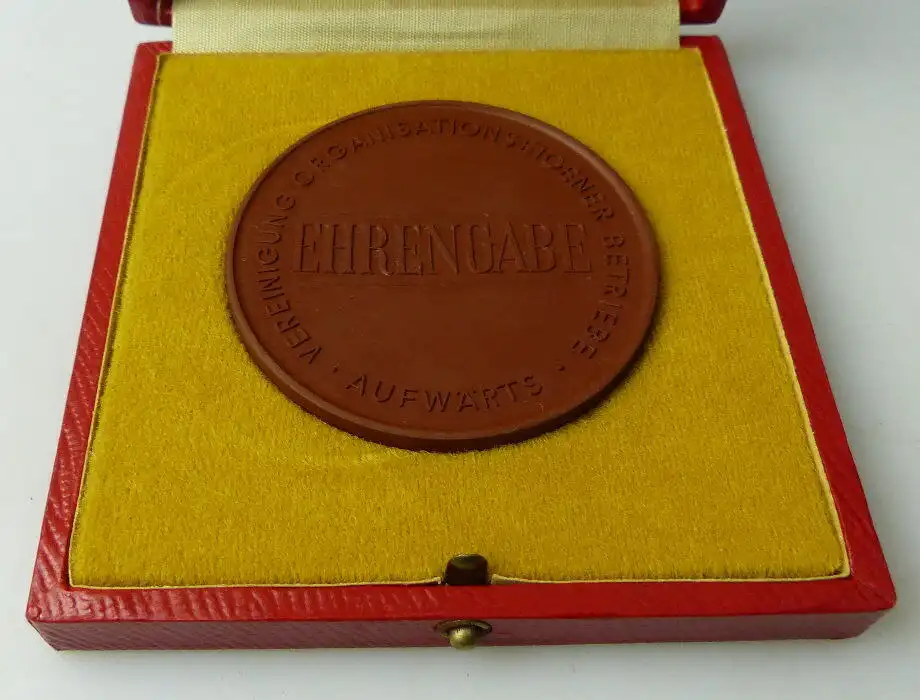 VEREINIGUNG ORGANISATIONSEIGENER BETRIEBE
EHRENGABE
· AUFWÄRTS ·